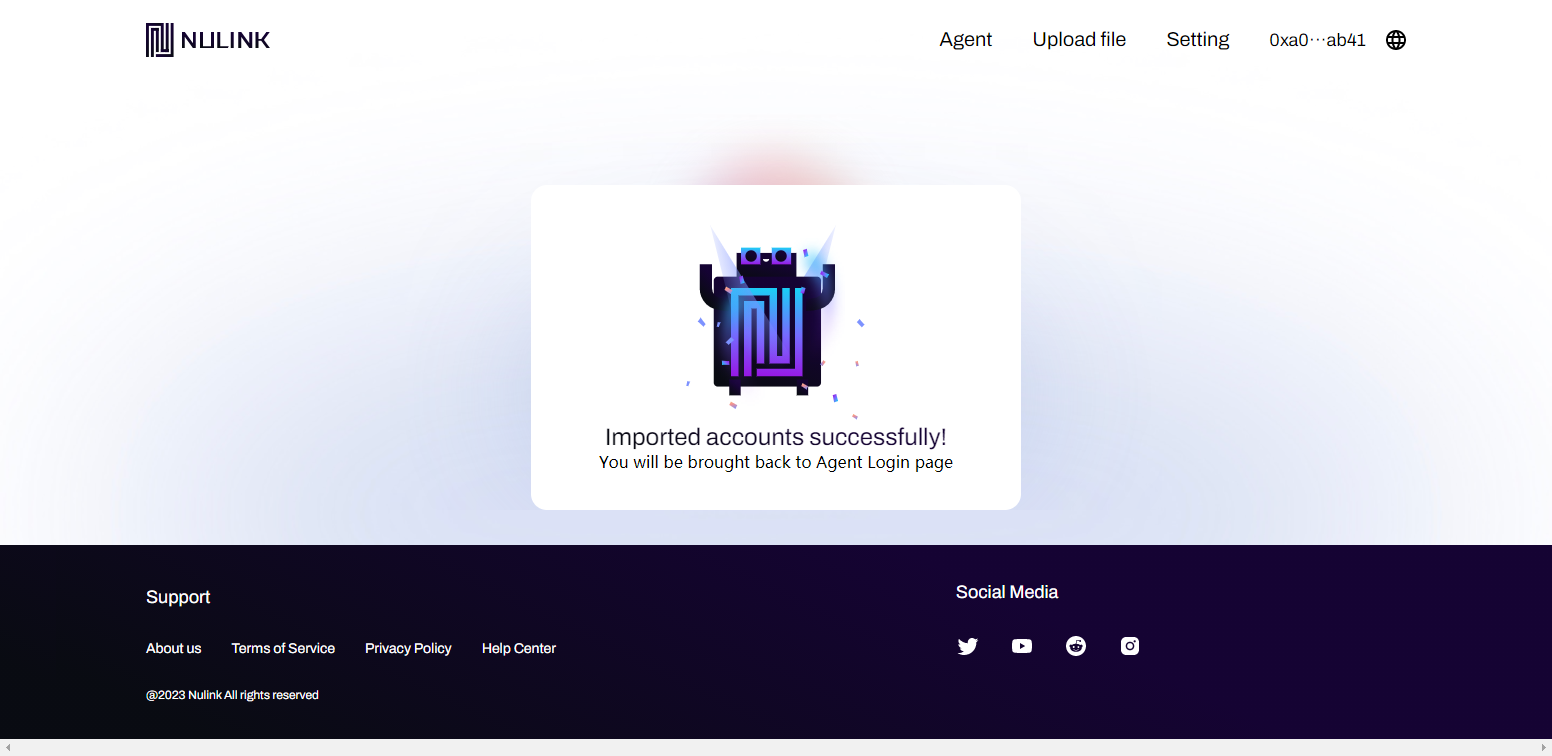 NULINK
Agent Upload file Setting 0xa0···ab41
Imported accounts successfully!
You will be brought back to Agent Login page
Support
Social Media
About us Terms of Service Privacy Policy Help Center
@2023 Nulink All rights reserved